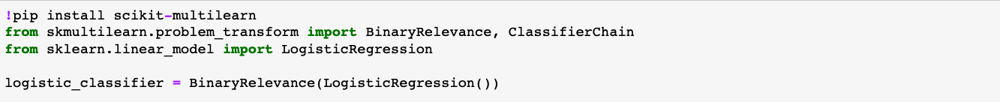 !pip install scikit-multilearn
from skmultilearn.problem_transform import BinaryRelevance, ClassifierChain
from sklearn.linear_model import LogisticRegression
logistic_classifier = BinaryRelevance(LogisticRegression())